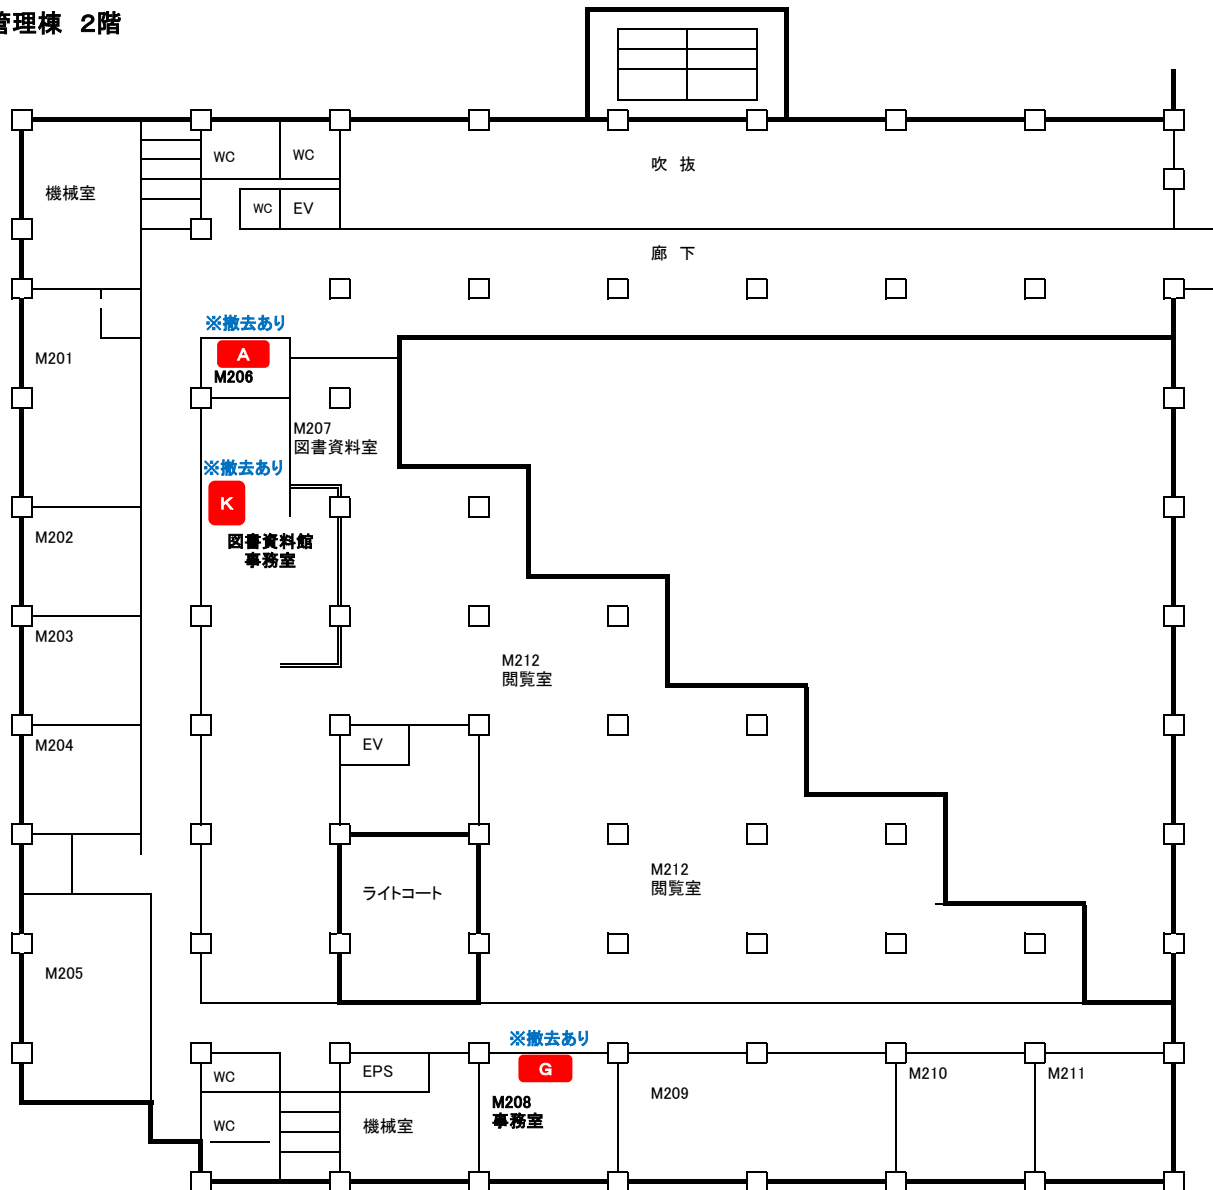 管理棟 2階
WC
WC
吹 抜
機械室
WC
EV
廊 下
※撤去あり
A
M206
M201
M207
図書資料室
※撤去あり
K
図書資料館
事務室
M202
M203
M212
閲覧室
M204
EV
M212
閲覧室
ライトコート
M205
※撤去あり
G
WC
EPS
M208
事務室
M209
M210
M211
WC
機械室